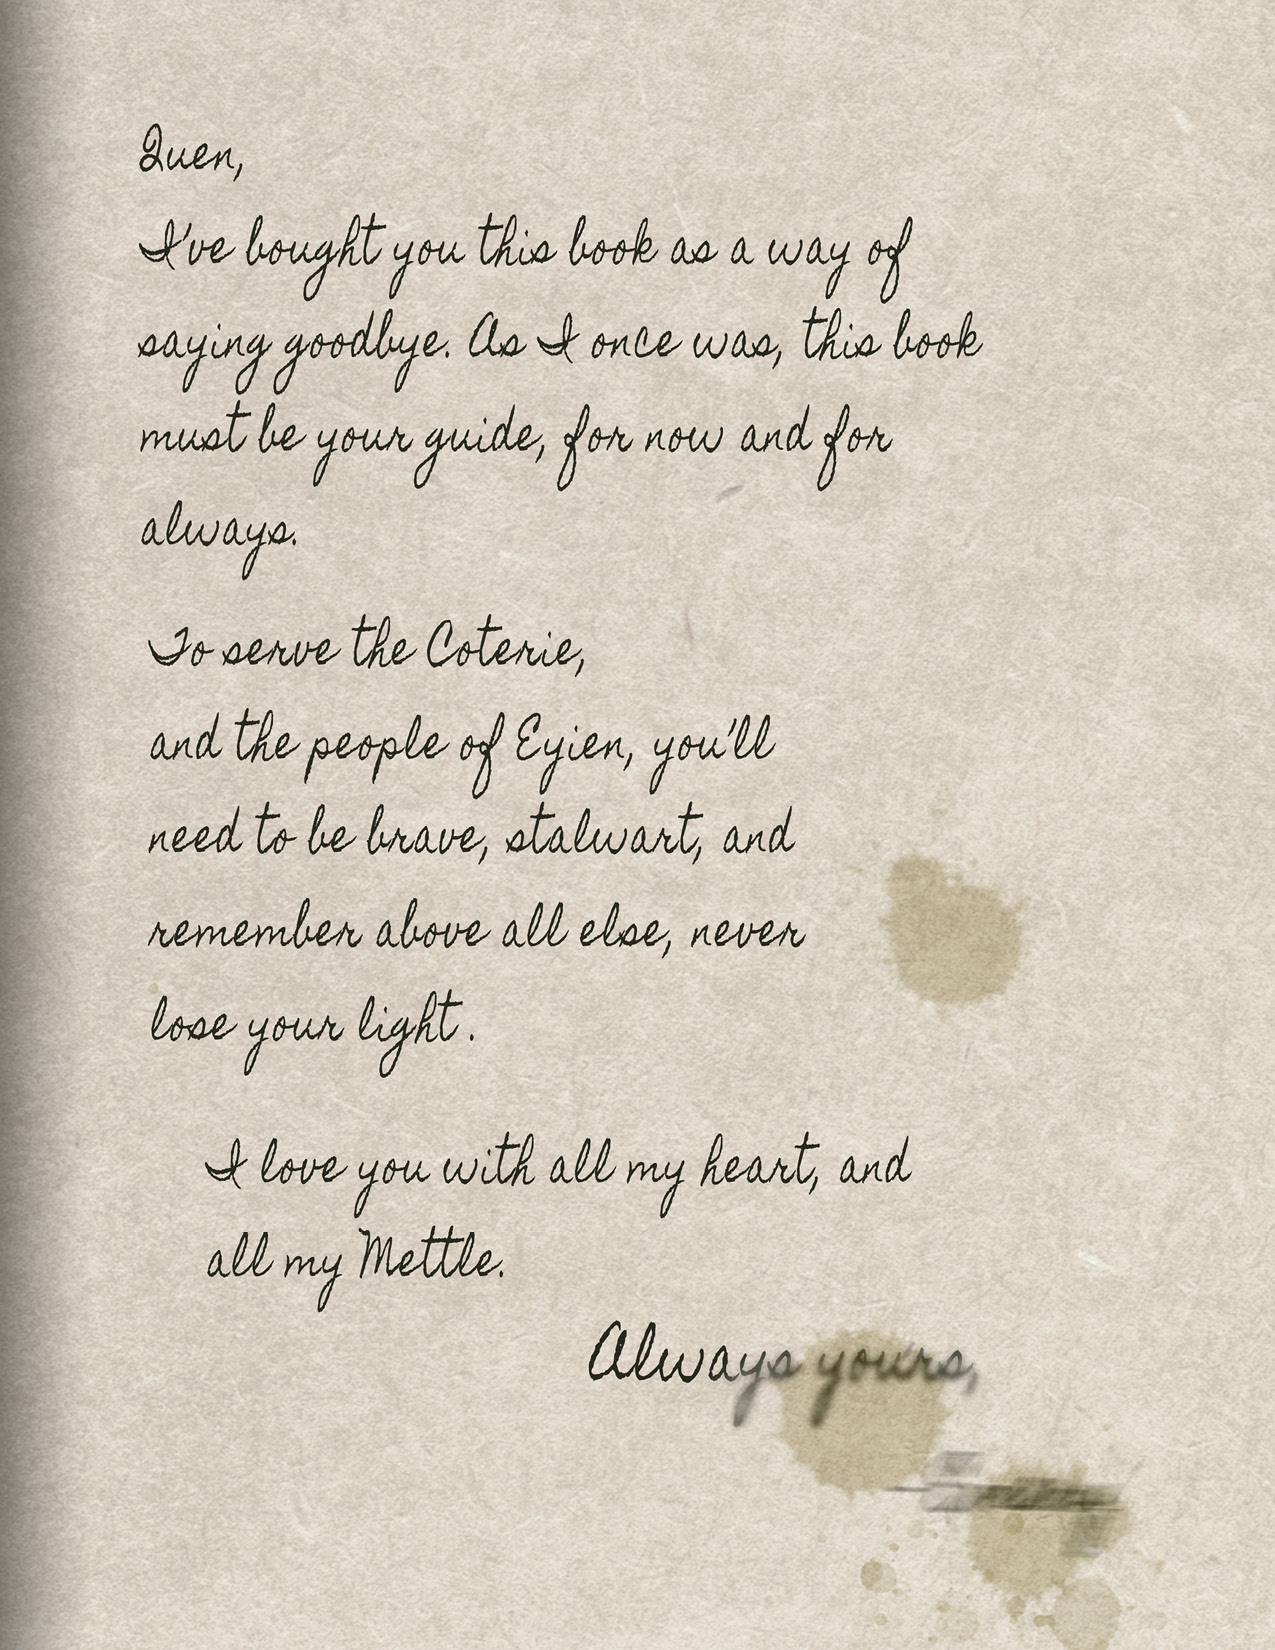 Quen,
I've bought you this book as a way of
saying goodbye. As I once was, this book
must be your guide, for now and for
always.
To serve the Coterie,
and the people of Eyien, you'll
need to be brave, stalwart, and
remember above all else, never
lose your light.
I love you with all my heart, and
all my Mettle.
Always yours,